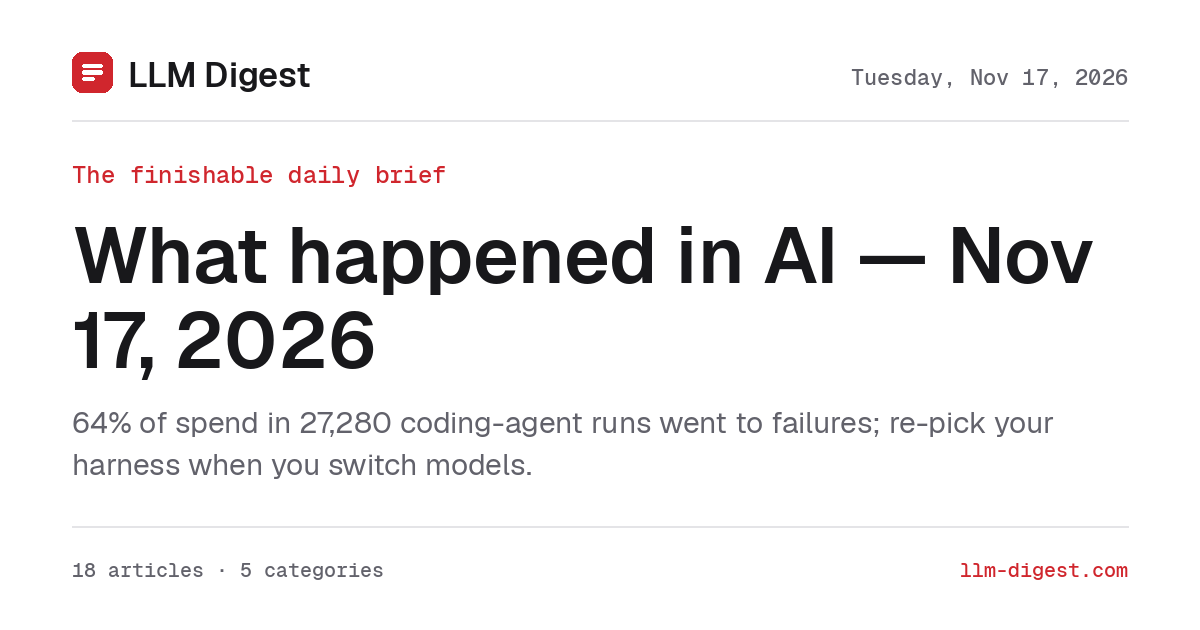 LLM Digest
Tuesday, Nov 17, 2026
The finishable daily brief
What happened in AI — Nov
17, 2026
64% of spend in 27,280 coding-agent runs went to failures; re-pick your
harness when you switch models.
18 articles · 5 categories
llm-digest.com